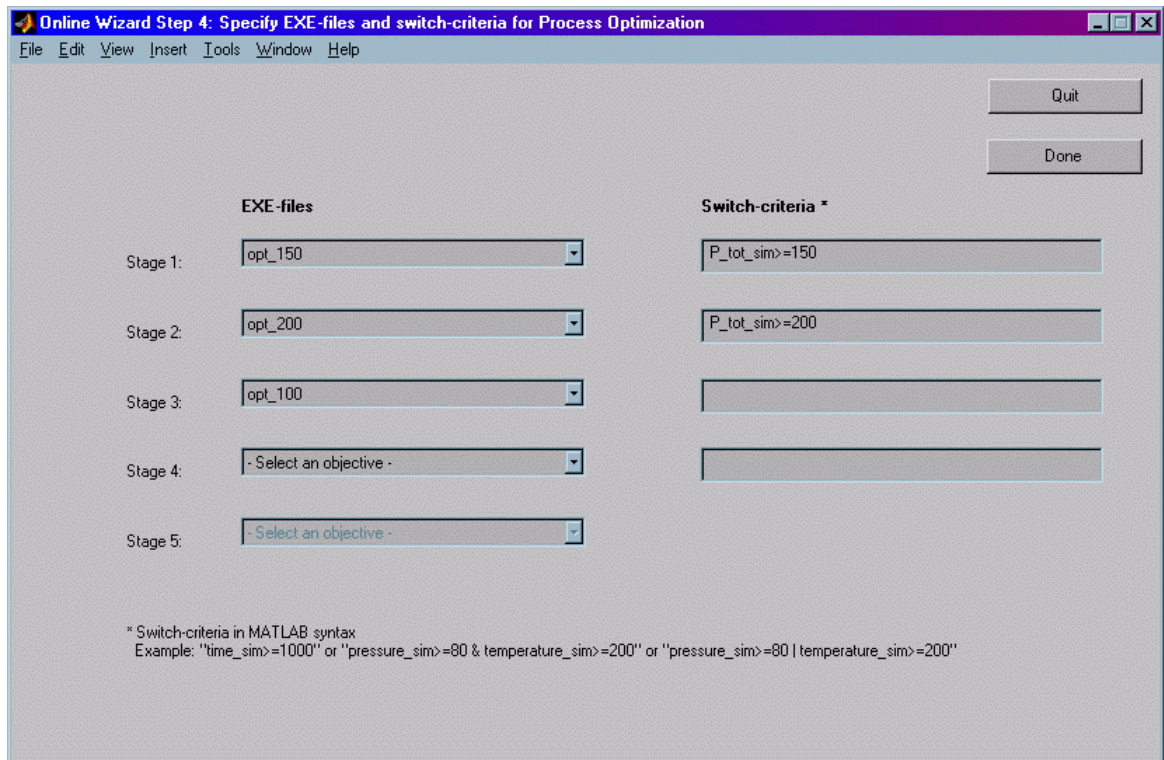 Online Wizard Step 4: Specify EXE-files and switch-criteria for Process Optimization
File Edit View Insert Tools Window Help
Quit
Done
EXE-files Switch-criteria *
Stage 1: opt_150 P_tot_sim>=150
Stage 2: opt_200 P_tot_sim>=200
Stage 3: opt_100
Stage 4: - Select an objective -
Stage 5: - Select an objective -
* Switch-criteria in MATLAB syntax
Example: "time_sim>=1000" or "pressure_sim>=80 & temperature_sim>=200" or "pressure_sim>=80 | temperature_sim>=200"